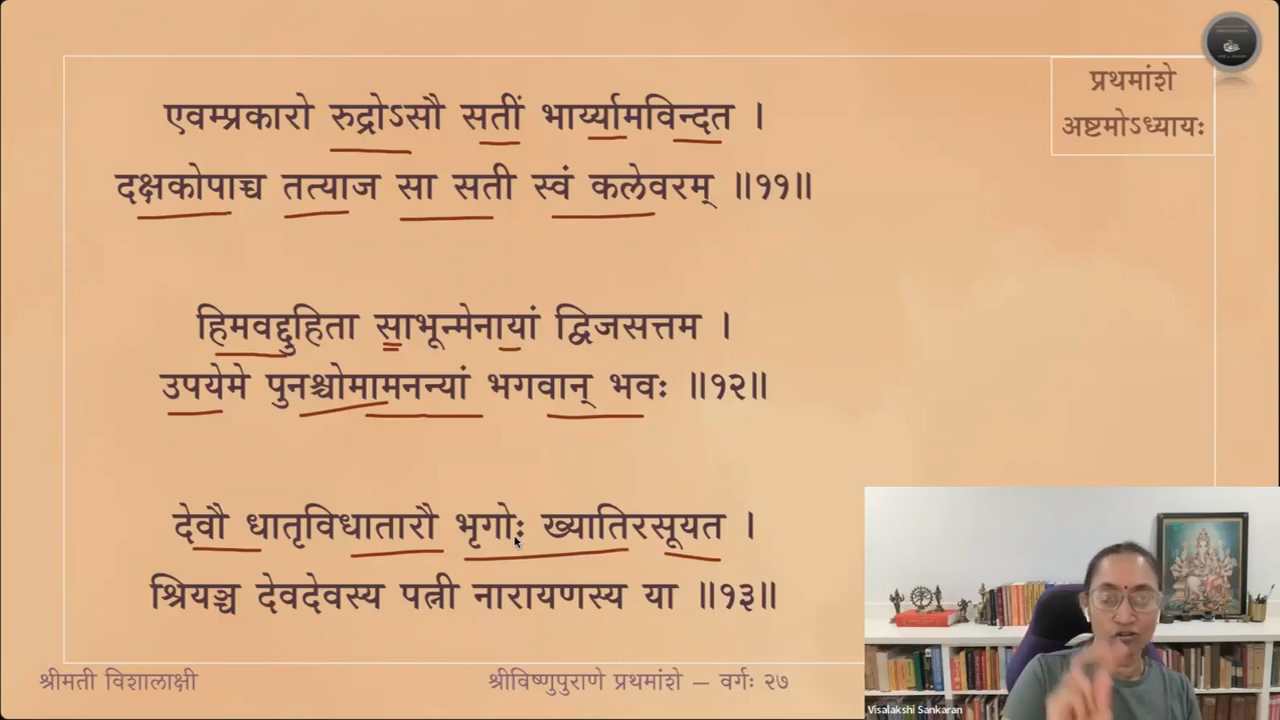 प्रथमांशे
अष्टमोऽध्यायः
एवम्प्रकारो रुद्रोऽसौ सतीं भार्य्यामविन्दत ।
दक्षकोपाच्च तत्याज सा सती स्वं कलेवरम् ॥११॥
हिमवद्दुहिता साभून्मेनायां द्विजसत्तम ।
उपयेमे पुनश्चोमामनन्यां भगवान् भवः ॥१२॥
देवौ धातृविधातारौ भृगोः ख्यातिरसूयत ।
श्रियञ्च देवदेवस्य पत्नी नारायणस्य या ॥१३॥
श्रीमती विशालाक्षी
श्रीविष्णुपुराणे प्रथमांशे – वर्गः २७
Visalakshi Sankaran